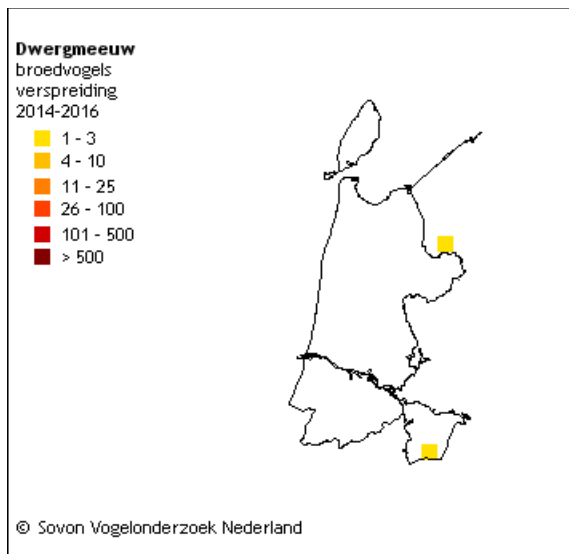 Dwergmeeuw
broedvogels
verspreiding
2014-2016
1 - 3
4 - 10
11 - 25
26 - 100
101 - 500
> 500
© Sovon Vogelonderzoek Nederland